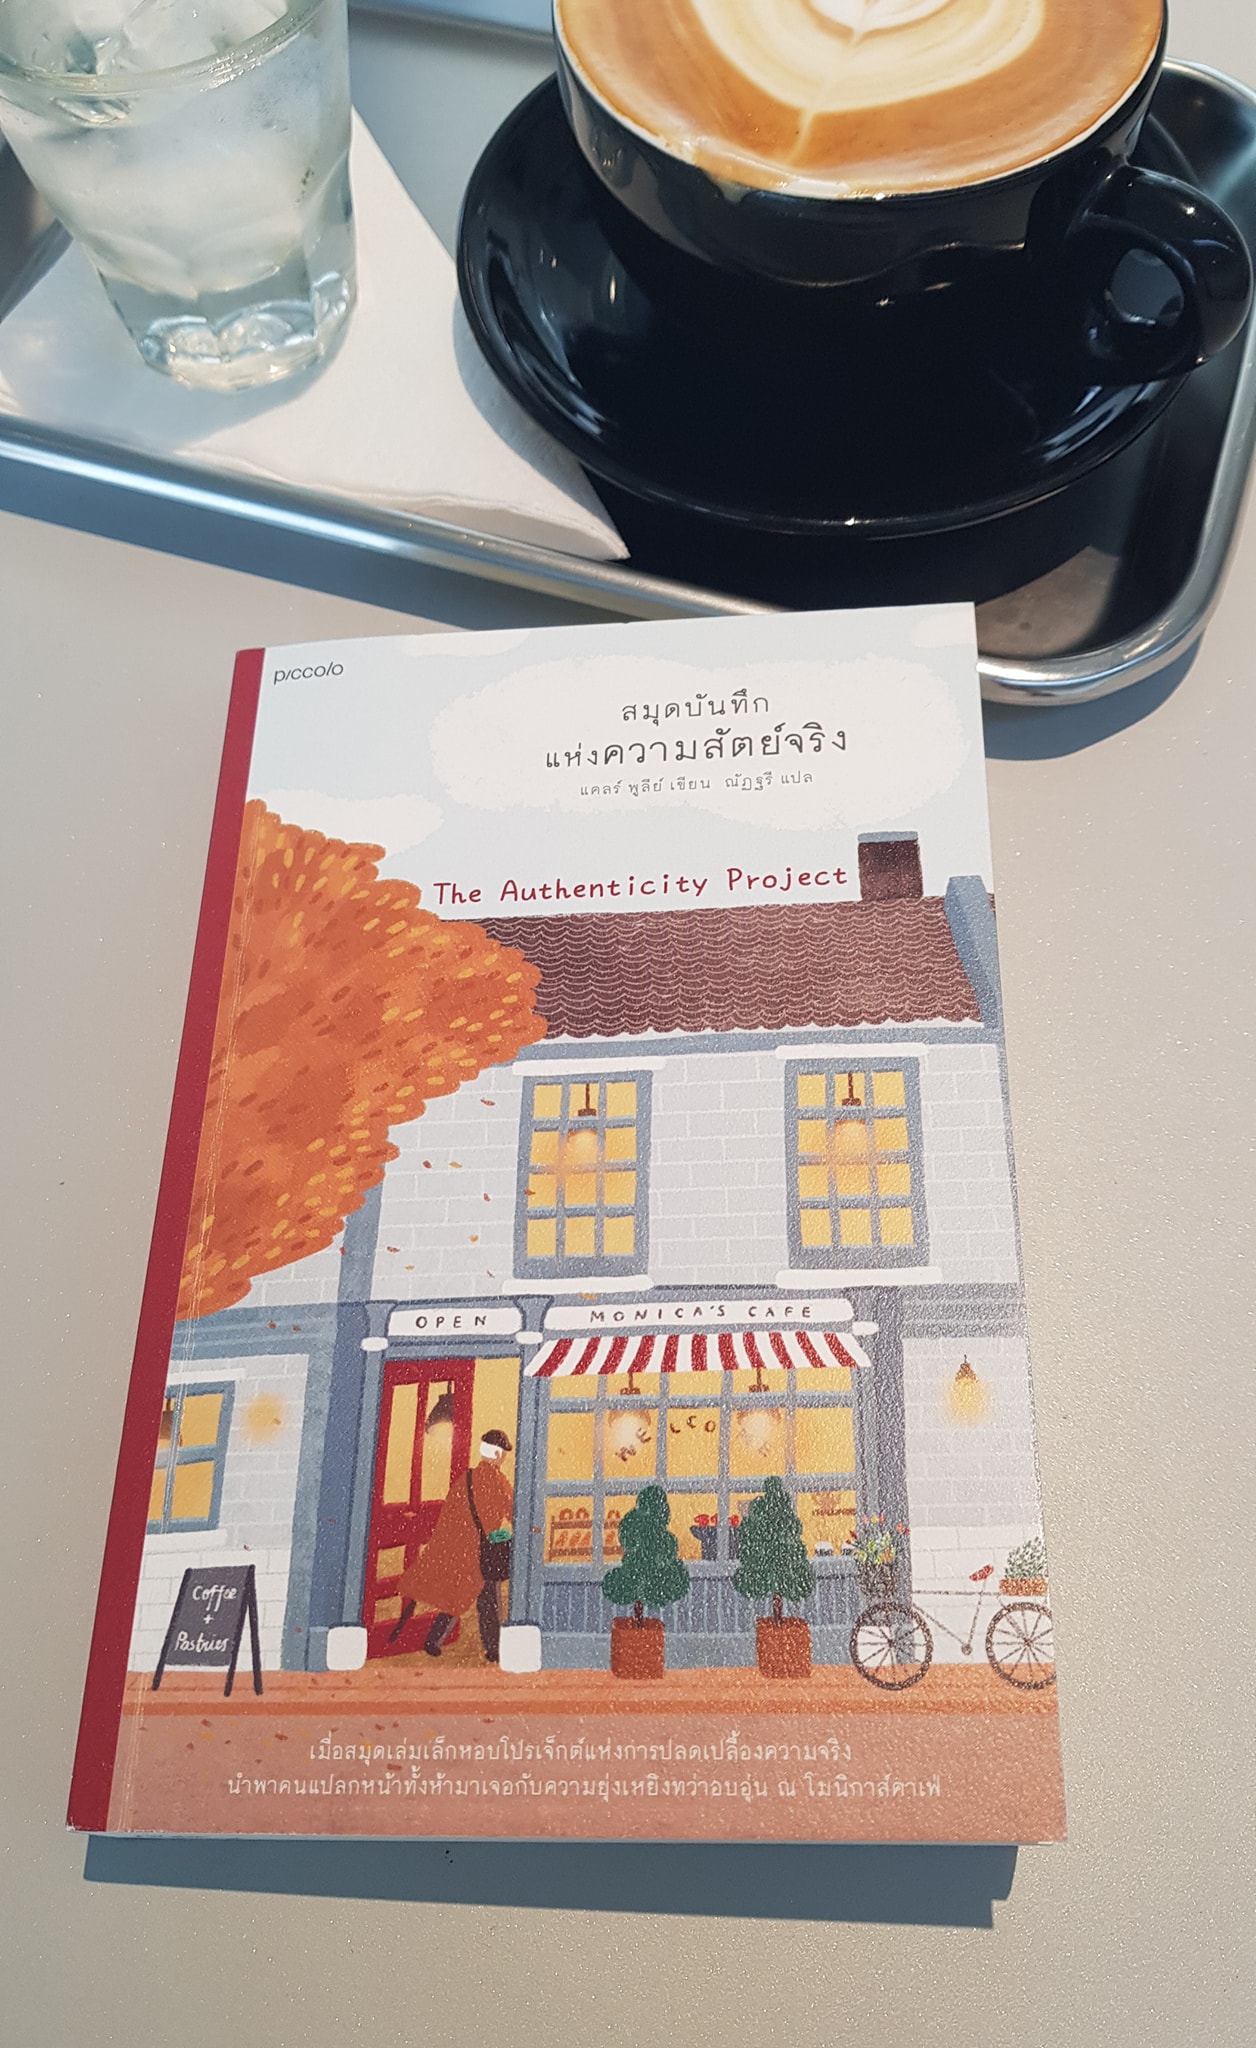 piccolo
สมุดบันทึก
แห่งความสัตย์จริง
แคลร์ พูลีย์ เขียน ณัฏฐรี แปล
The Authenticity Project
OPEN
MONICA'S CAFE
WELCOME
Coffee
+
Pastries
เมื่อสมุดเล่มเล็กหอบโปรเจ็กต์แห่งการปลดเปลื้องความจริง
นำพาคนแปลกหน้าทั้งห้ามาเจอกับความยุ่งเหยิงทว่าอบอุ่น ณ โมนิกาส์คาเฟ่